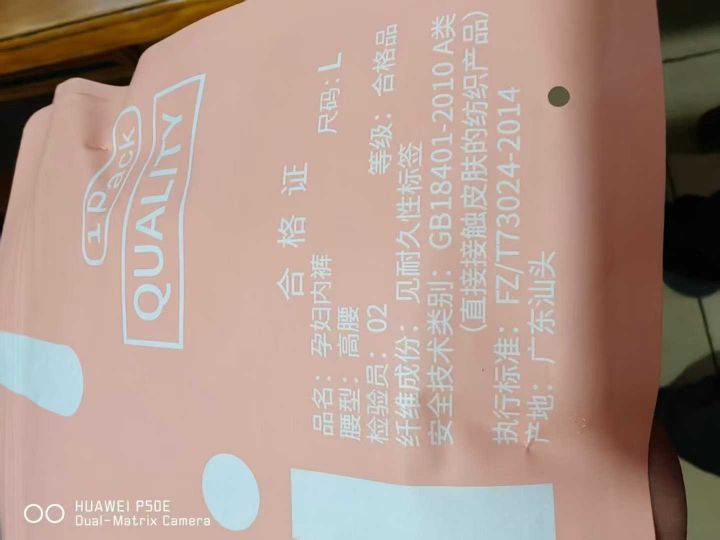 1 Pack
QUALITY
合格证
品名：孕妇内裤
腰型：高腰 尺码：L
检验员：02 等级：合格品
纤维成份：见耐久性标签
安全技术类别：GB18401-2010 A类
(直接接触皮肤的纺织产品)
执行标准：FZ/T73024-2014
产地：广东汕头
HUAWEI P50E
Dual-Matrix Camera